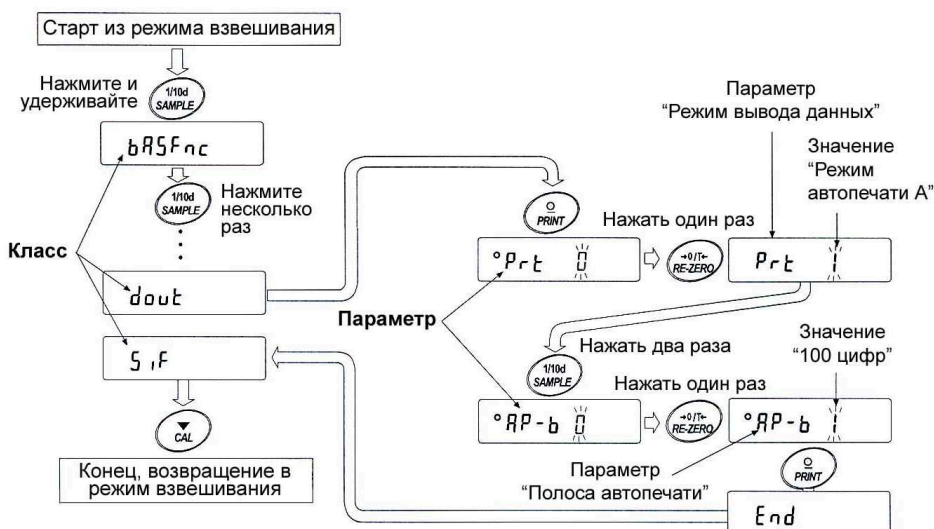 Старт из режима взвешивания
Нажмите и
удерживайте
1/10d
SAMPLE
bASFnc
1/10d
SAMPLE
Нажмите
несколько
раз
Класс
dout
S iF
CAL
Конец, возвращение в
режим взвешивания
PRINT
°Prt 0
Нажать один раз
→0/T←
RE-ZERO
Параметр
“Режим вывода данных”
Значение
“Режим
автопечати А”
Prt 1
Параметр
1/10d
SAMPLE
Нажать два раза
°AP-b 0
Нажать один раз
→0/T←
RE-ZERO
Значение
“100 цифр”
°AP-b 1
Параметр
“Полоса автопечати”
PRINT
End